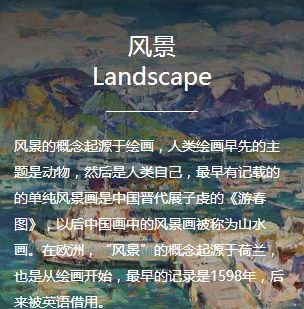 风景
Landscape
风景的概念起源于绘画，人类绘画早先的主
题是动物，然后是人类自己，最早有记载的
的单纯风景画是中国晋代展子虔的《游春
图》，以后中国画中的风景画被称为山水
画。在欧洲，“风景”的概念起源于荷兰，
也是从绘画开始，最早的记录是1598年，后
来被英语借用。